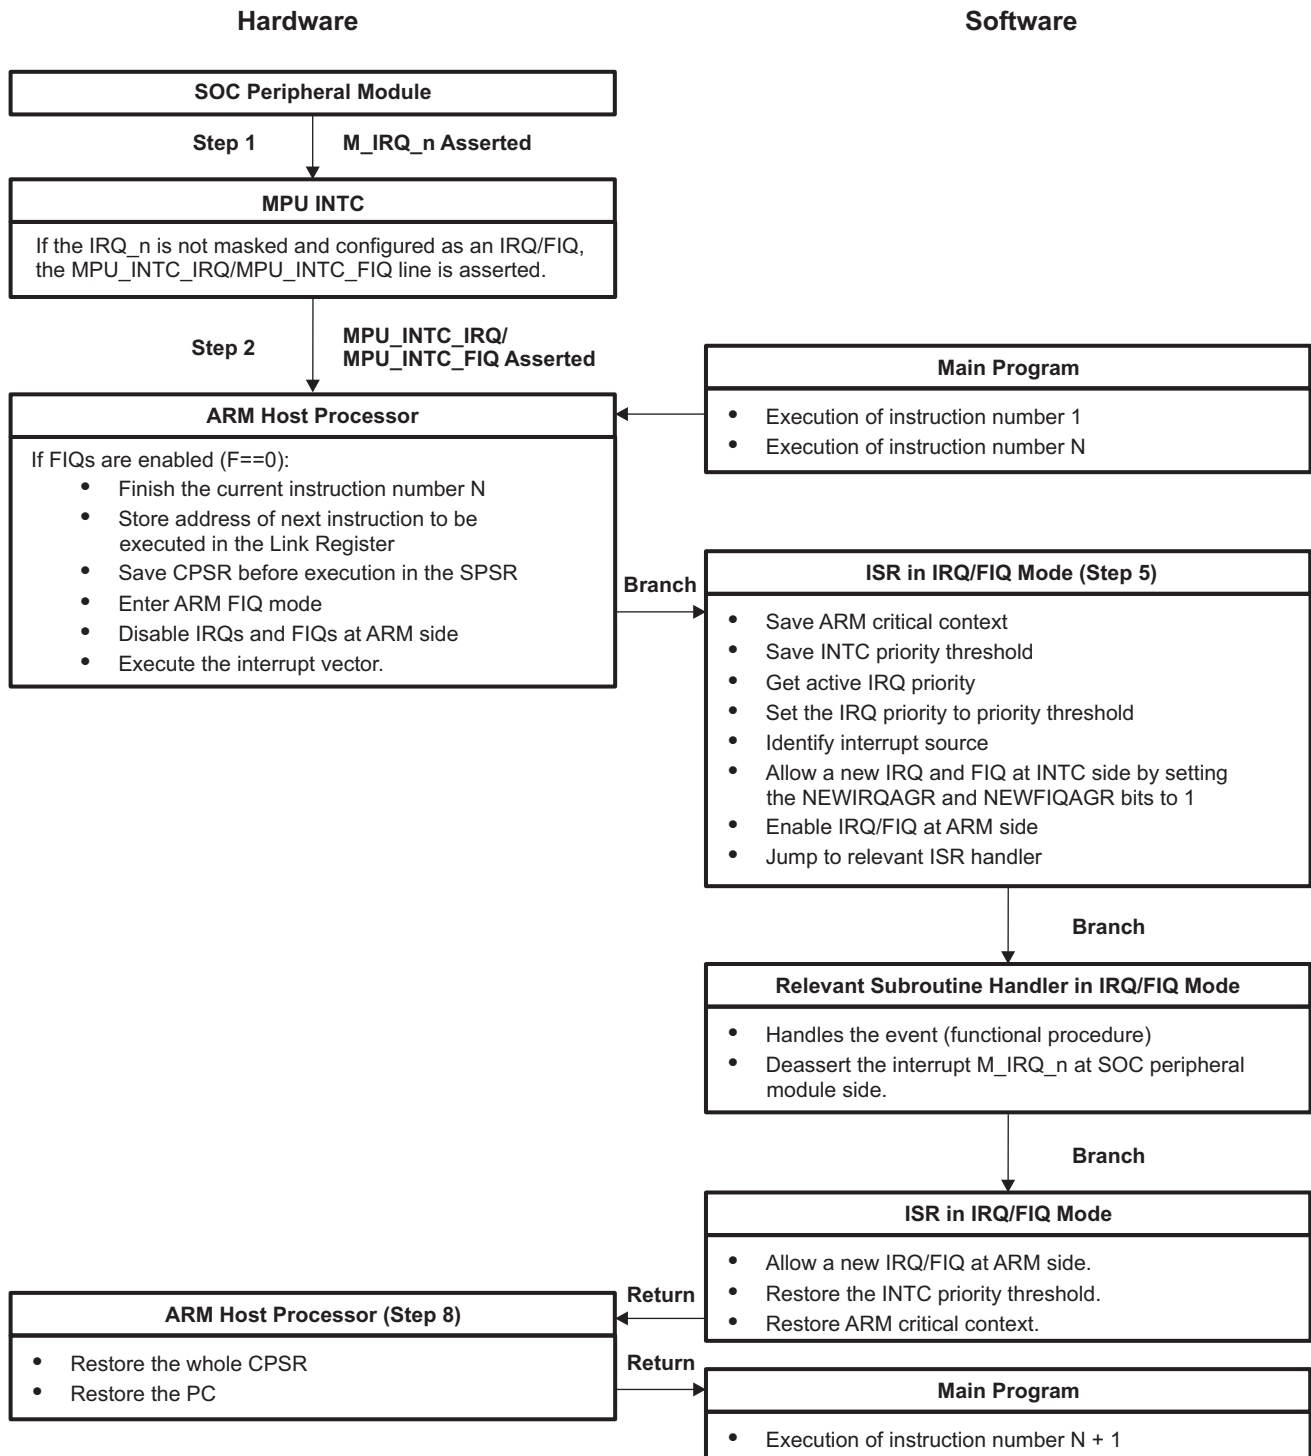 Hardware
Software
SOC Peripheral Module
Step 1
M_IRQ_n Asserted
MPU INTC
If the IRQ_n is not masked and configured as an IRQ/FIQ,
the MPU_INTC_IRQ/MPU_INTC_FIQ line is asserted.
Step 2
MPU_INTC_IRQ/
MPU_INTC_FIQ Asserted
Main Program
• Execution of instruction number 1
• Execution of instruction number N
ARM Host Processor
If FIQs are enabled (F==0):
• Finish the current instruction number N
• Store address of next instruction to be
executed in the Link Register
• Save CPSR before execution in the SPSR
• Enter ARM FIQ mode
• Disable IRQs and FIQs at ARM side
• Execute the interrupt vector.
Branch
ISR in IRQ/FIQ Mode (Step 5)
• Save ARM critical context
• Save INTC priority threshold
• Get active IRQ priority
• Set the IRQ priority to priority threshold
• Identify interrupt source
• Allow a new IRQ and FIQ at INTC side by setting
the NEWIRQAGR and NEWFIQAGR bits to 1
• Enable IRQ/FIQ at ARM side
• Jump to relevant ISR handler
Branch
Relevant Subroutine Handler in IRQ/FIQ Mode
• Handles the event (functional procedure)
• Deassert the interrupt M_IRQ_n at SOC peripheral
module side.
Branch
ISR in IRQ/FIQ Mode
• Allow a new IRQ/FIQ at ARM side.
• Restore the INTC priority threshold.
• Restore ARM critical context.
Return
ARM Host Processor (Step 8)
• Restore the whole CPSR
• Restore the PC
Return
Main Program
• Execution of instruction number N + 1